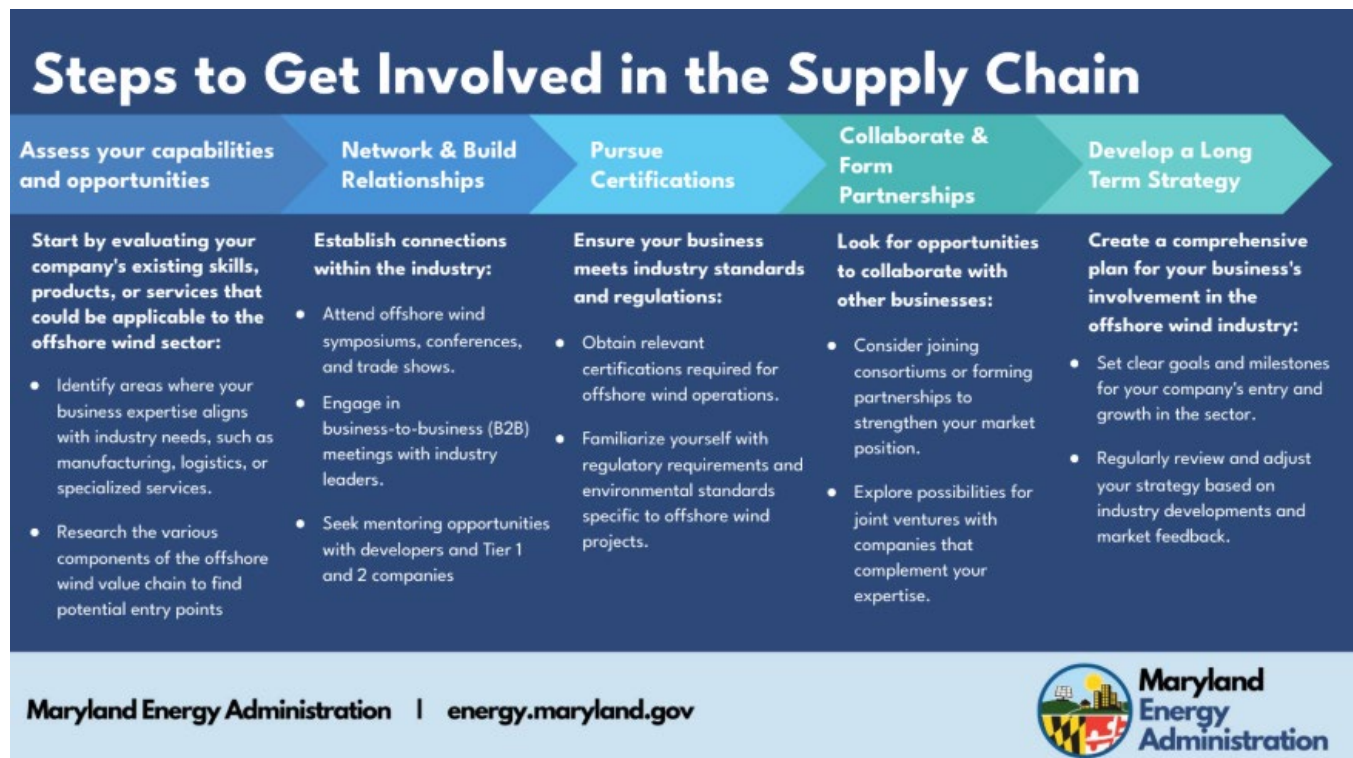 Steps to Get Involved in the Supply Chain
Assess your capabilities
and opportunities
Start by evaluating your
company's existing skills,
products, or services that
could be applicable to the
offshore wind sector:
• Identify areas where your
business expertise aligns
with industry needs, such as
manufacturing, logistics, or
specialized services.
• Research the various
components of the offshore
wind value chain to find
potential entry points
Network & Build
Relationships
Establish connections
within the industry:
• Attend offshore wind
symposiums, conferences,
and trade shows.
• Engage in
business-to-business (B2B)
meetings with industry
leaders.
• Seek mentoring opportunities
with developers and Tier 1
and 2 companies
Pursue
Certifications
Ensure your business
meets industry standards
and regulations:
• Obtain relevant
certifications required for
offshore wind operations.
• Familiarize yourself with
regulatory requirements and
environmental standards
specific to offshore wind
projects.
Collaborate &
Form
Partnerships
Look for opportunities
to collaborate with
other businesses:
• Consider joining
consortiums or forming
partnerships to
strengthen your market
position.
• Explore possibilities for
joint ventures with
companies that
complement your
expertise.
Develop a Long
Term Strategy
Create a comprehensive
plan for your business's
involvement in the
offshore wind industry:
• Set clear goals and milestones
for your company's entry and
growth in the sector.
• Regularly review and adjust
your strategy based on
industry developments and
market feedback.
Maryland Energy Administration | energy.maryland.gov
Maryland
Energy
Administration